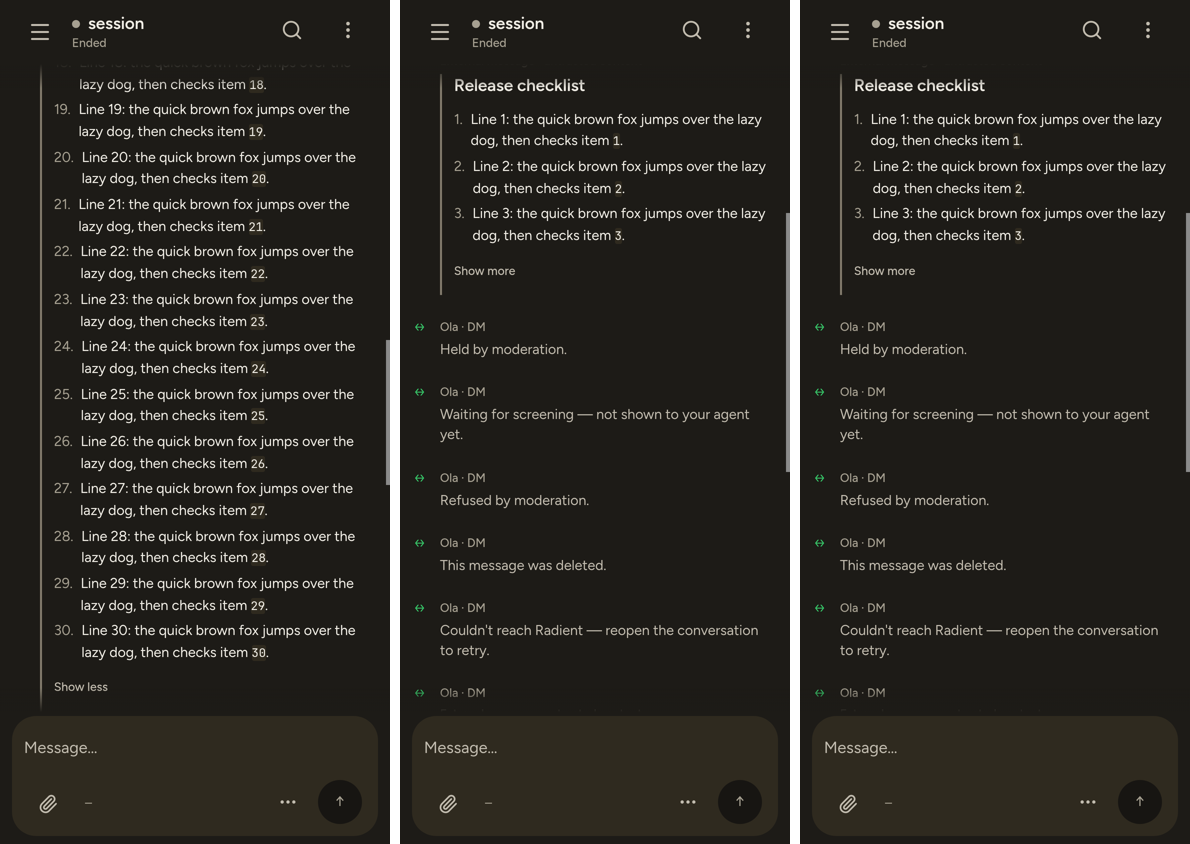 session
Ended
lazy dog, then checks item 18.
19. Line 19: the quick brown fox jumps over the
lazy dog, then checks item 19.
20. Line 20: the quick brown fox jumps over the
lazy dog, then checks item 20.
21. Line 21: the quick brown fox jumps over the
lazy dog, then checks item 21.
22. Line 22: the quick brown fox jumps over the
lazy dog, then checks item 22.
23. Line 23: the quick brown fox jumps over the
lazy dog, then checks item 23.
24. Line 24: the quick brown fox jumps over the
lazy dog, then checks item 24.
25. Line 25: the quick brown fox jumps over the
lazy dog, then checks item 25.
26. Line 26: the quick brown fox jumps over the
lazy dog, then checks item 26.
27. Line 27: the quick brown fox jumps over the
lazy dog, then checks item 27.
28. Line 28: the quick brown fox jumps over the
lazy dog, then checks item 28.
29. Line 29: the quick brown fox jumps over the
lazy dog, then checks item 29.
30. Line 30: the quick brown fox jumps over the
lazy dog, then checks item 30.
Show less
Message...
–
session
Ended
Release checklist
1. Line 1: the quick brown fox jumps over the lazy
dog, then checks item 1.
2. Line 2: the quick brown fox jumps over the lazy
dog, then checks item 2.
3. Line 3: the quick brown fox jumps over the lazy
dog, then checks item 3.
Show more
Ola · DM
Held by moderation.
Ola · DM
Waiting for screening — not shown to your agent
yet.
Ola · DM
Refused by moderation.
Ola · DM
This message was deleted.
Ola · DM
Couldn't reach Radient — reopen the conversation
to retry.
Ola · DM
Message...
–
session
Ended
Release checklist
1. Line 1: the quick brown fox jumps over the lazy
dog, then checks item 1.
2. Line 2: the quick brown fox jumps over the lazy
dog, then checks item 2.
3. Line 3: the quick brown fox jumps over the lazy
dog, then checks item 3.
Show more
Ola · DM
Held by moderation.
Ola · DM
Waiting for screening — not shown to your agent
yet.
Ola · DM
Refused by moderation.
Ola · DM
This message was deleted.
Ola · DM
Couldn't reach Radient — reopen the conversation
to retry.
Ola · DM
Message...
–